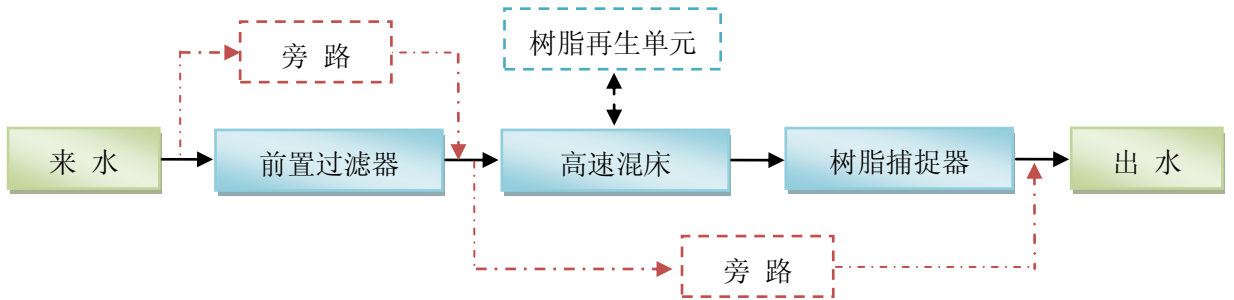 旁 路
树脂再生单元
来 水
前置过滤器
高速混床
树脂捕捉器
出 水
旁 路